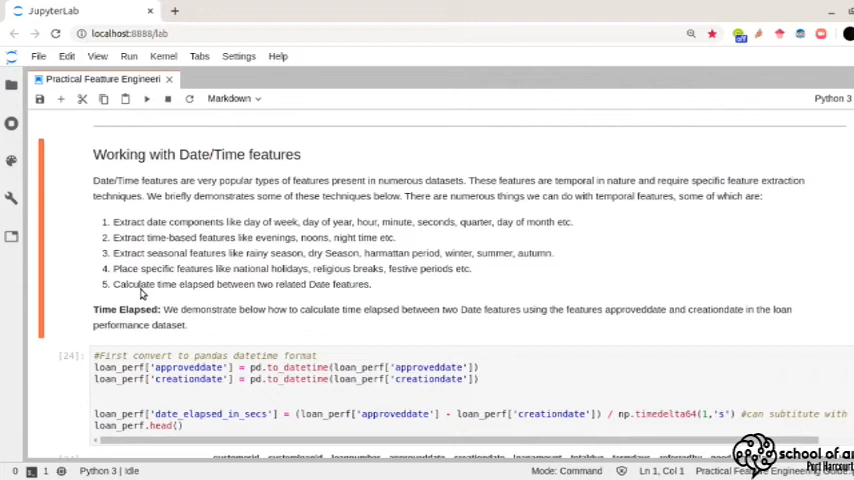 JupyterLab
localhost:8888/lab
off
File Edit View Run Kernel Tabs Settings Help
Practical Featture Engineeri
Markdown
Python 3
Working with Date/Time features
Date/Time features are very popular types of features present in numerous datasets. These features are temporal in nature and require specific feature extraction
techniques. We briefly demonstrates some of these techniques below. There are numerous things we can do with temporal features, some of which are:
1. Extract date components like day of week, day of year, hour, minute, seconds, quarter, day of month etc.
2. Extract time-based features like evenings, noons, night time etc.
3. Extract seasonal features like rainy season, dry Season, harmattan period, winter, summer, autumn.
4. Place specific features like national holidays, religious breaks, festive periods etc.
5. Calculate time elapsed between two related Date features.
Time Elapsed: We demonstrate below how to calculate time elapsed between two Date features using the features approveddate and creationdate in the loan
performance dataset.
[24]: #First convert to pandas datetime format
loan_perf['approveddate'] = pd.to_datetime(loan_perf['approveddate'])
loan_perf['creationdate'] = pd.to_datetime(loan_perf['creationdate'])
loan_perf['date_elapsed_in_secs'] = (loan_perf['approveddate'] - loan_perf['creationdate']) / np.timedelta64(1,'s') #can subtitute with
loan_perf.head()
school of a
Port Harcourt
0 1 Python 3 | Idle Mode: Command Ln 1, Col 1 Practical Feat